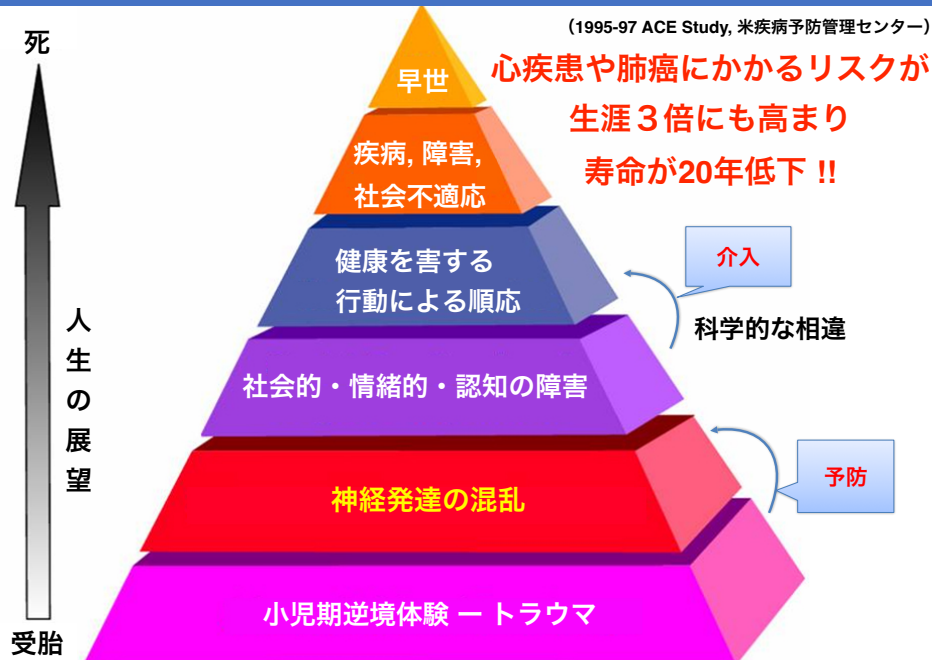 (1995-97 ACE Study, 米疾病予防管理センター)
死
心疾患や肺癌にかかるリスクが
生涯３倍にも高まり
寿命が20年低下 !!
早世
疾病, 障害,
社会不適応
健康を害する
行動による順応
介入
科学的な相違
人生の展望
社会的・情緒的・認知の障害
予防
神経発達の混乱
小児期逆境体験 ー トラウマ
受胎